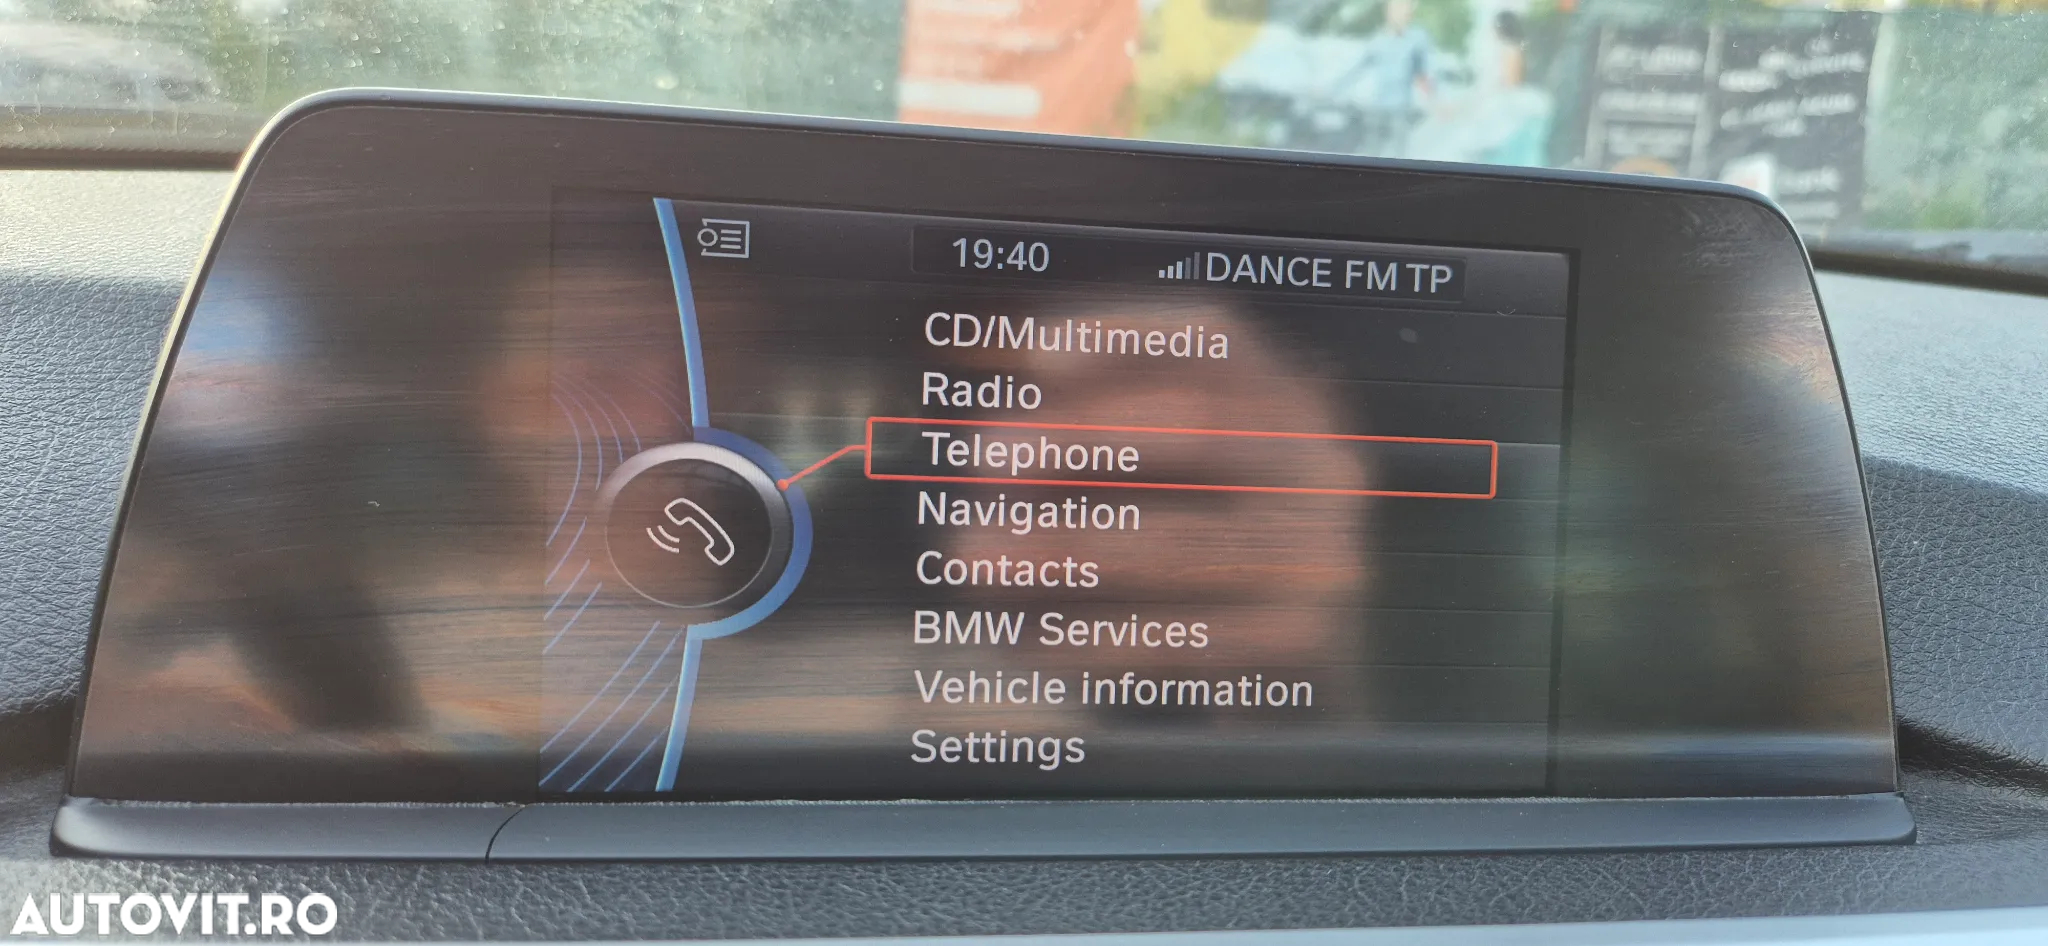 19:40
DANCE FM TP
CD/Multimedia
Radio
Telephone
Navigation
Contacts
BMW Services
Vehicle information
Settings
AUTOVIT.RO